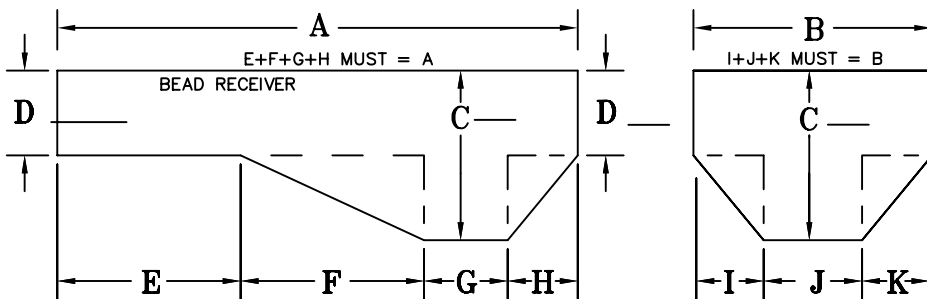 A
B
E+F+G+H MUST = A
I+J+K MUST = B
BEAD RECEIVER
D
C
D
C
E
F
G
H
I
J
K